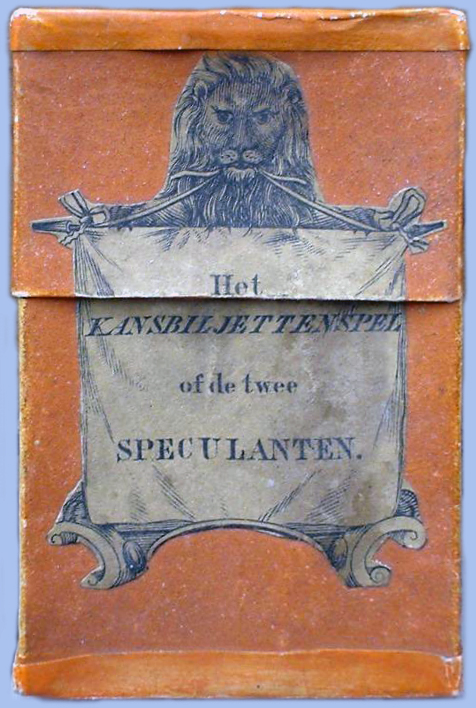 Het
KANSBILJETTENSPEL
of de twee
SPECULANTEN.